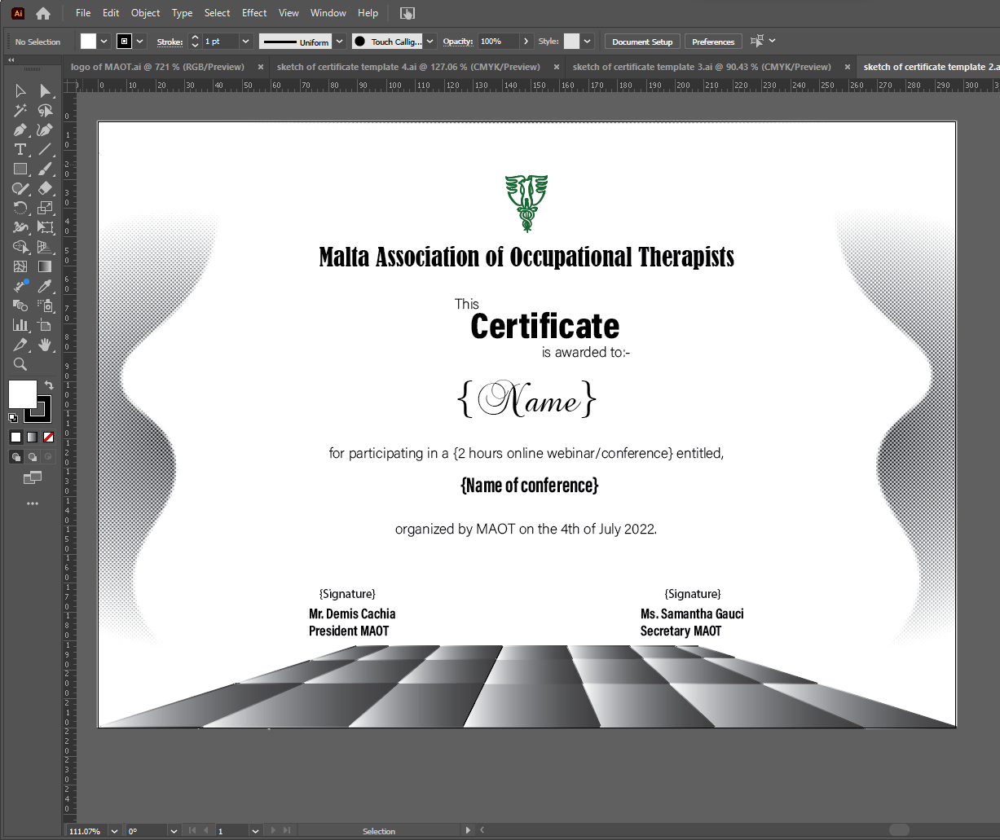 Ai File Edit Object Type Select Effect View Window Help
No Selection Stroke: 1 pt Uniform Touch Callig... Opacity: 100% Style: Document Setup Preferences
logo of MAOT.ai @ 721 % (RGB/Preview) × sketch of certificate template 4.ai @ 127.06 % (CMYK/Preview) × sketch of certificate template 3.ai @ 90.43 % (CMYK/Preview) × sketch of certificate template 2.a
0 10 20 30 40 50 60 70 80 90 100 110 120 130 140 150 160 170 180 190 200 210 220 230 240 250 260 270 280 290 300
Malta Association of Occupational Therapists
This
Certificate
is awarded to:-
{Name}
for participating in a {2 hours online webinar/conference} entitled,
{Name of conference}
organized by MAOT on the 4th of July 2022.
{Signature} {Signature}
Mr. Demis Cachia Ms. Samantha Gauci
President MAOT Secretary MAOT
111.07% 0° 1 Selection